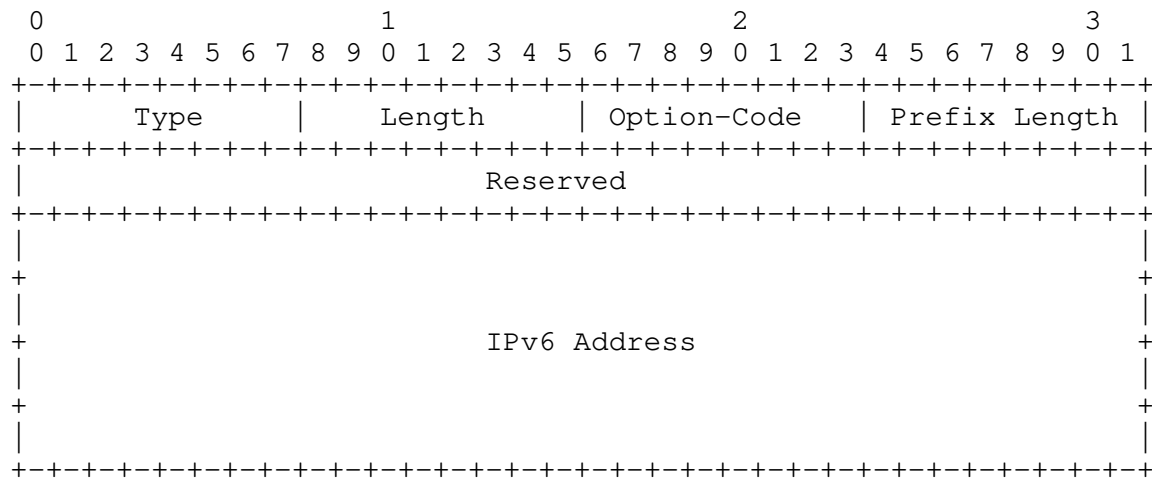 0                   1                   2                   3
 0 1 2 3 4 5 6 7 8 9 0 1 2 3 4 5 6 7 8 9 0 1 2 3 4 5 6 7 8 9 0 1
+-+-+-+-+-+-+-+-+-+-+-+-+-+-+-+-+-+-+-+-+-+-+-+-+-+-+-+-+-+-+-+-+
|      Type     |    Length     |  Option-Code  | Prefix Length |
+-+-+-+-+-+-+-+-+-+-+-+-+-+-+-+-+-+-+-+-+-+-+-+-+-+-+-+-+-+-+-+-+
|                          Reserved                             |
+-+-+-+-+-+-+-+-+-+-+-+-+-+-+-+-+-+-+-+-+-+-+-+-+-+-+-+-+-+-+-+-+
|                                                               |
+                                                               +
|                                                               |
+                          IPv6 Address                         +
|                                                               |
+                                                               +
|                                                               |
+-+-+-+-+-+-+-+-+-+-+-+-+-+-+-+-+-+-+-+-+-+-+-+-+-+-+-+-+-+-+-+-+